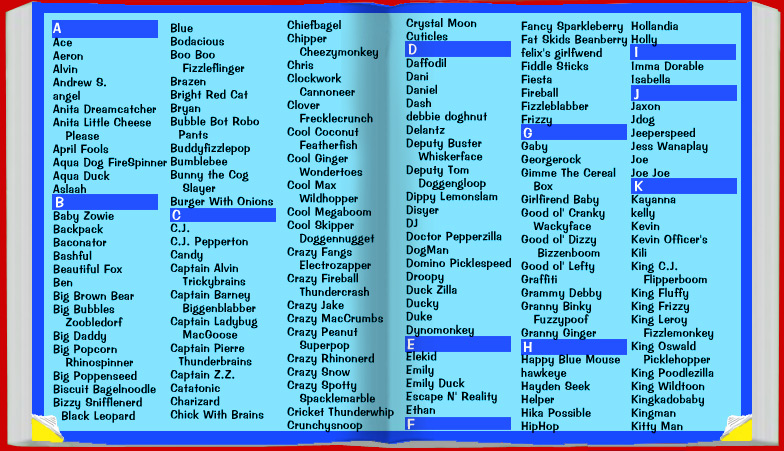 A
Ace
Aeron
Alvin
Andrew S.
angel
Anita Dreamcatcher
Anita Little Cheese
Please
April Fools
Aqua Dog FireSpinner
Aqua Duck
Aslaah
B
Baby Zowie
Backpack
Baconator
Bashful
Beautiful Fox
Ben
Big Brown Bear
Big Bubbles
Zoobledorf
Big Daddy
Big Popcorn
Rhinospinner
Big Poppenseed
Biscuit Bagelnoodle
Bizzy Snifflenerd
Black Leopard
Blue
Bodacious
Boo Boo
Fizzleflinger
Brazen
Bright Red Cat
Bryan
Bubble Bot Robo
Pants
Buddyfizzlepop
Bumblebee
Bunny the Cog
Slayer
Burger With Onions
C
C.J.
C.J. Pepperton
Candy
Captain Alvin
Trickybrains
Captain Barney
Biggenblabber
Captain Ladybug
MacGoose
Captain Pierre
Thunderbrains
Captain Z.Z.
Catatonic
Charizard
Chick With Brains
Chiefbagel
Chipper
Cheezymonkey
Chris
Clockwork
Cannoneer
Clover
Frecklecrunch
Cool Coconut
Featherfish
Cool Ginger
Wondertoes
Cool Max
Wildhopper
Cool Megaboom
Cool Skipper
Doggennugget
Crazy Fangs
Electrozapper
Crazy Fireball
Thundercrash
Crazy Jake
Crazy MacCrumbs
Crazy Peanut
Superpop
Crazy Rhinonerd
Crazy Snow
Crazy Spotty
Spacklemarble
Cricket Thunderwhip
Crunchysnoop
Crystal Moon
Cuticles
D
Daffodil
Dani
Daniel
Dash
debbie doghnut
Delantz
Deputy Buster
Whiskerface
Deputy Tom
Doggengloop
Dippy Lemonslam
Disyer
DJ
Doctor Pepperzilla
DogMan
Domino Picklespeed
Droopy
Duck Zilla
Ducky
Duke
Dynomonkey
E
Elekid
Emily
Emily Duck
Escape N' Reality
Ethan
F
Fancy Sparkleberry
Fat Skids Beanberry
felix's girlfwend
Fiddle Sticks
Fiesta
Fireball
Fizzleblabber
Frizzy
G
Gaby
Georgerock
Gimme The Cereal
Box
Girlfirend Baby
Good ol' Cranky
Wackyface
Good ol' Dizzy
Bizzenboom
Good ol' Lefty
Graffiti
Grammy Debby
Granny Binky
Fuzzypoof
Granny Ginger
H
Happy Blue Mouse
hawkeye
Hayden Seek
Helper
Hika Possible
HipHop
Hollandia
Holly
I
Imma Dorable
Isabella
J
Jaxon
Jdog
Jeeperspeed
Jess Wanaplay
Joe
Joe Joe
K
Kayanna
kelly
Kevin
Kevin Officer's
Kili
King C.J.
Flipperboom
King Fluffy
King Frizzy
King Leroy
Fizzlemonkey
King Oswald
Picklehopper
King Poodlezilla
King Wildtoon
Kingkadobaby
Kingman
Kitty Man